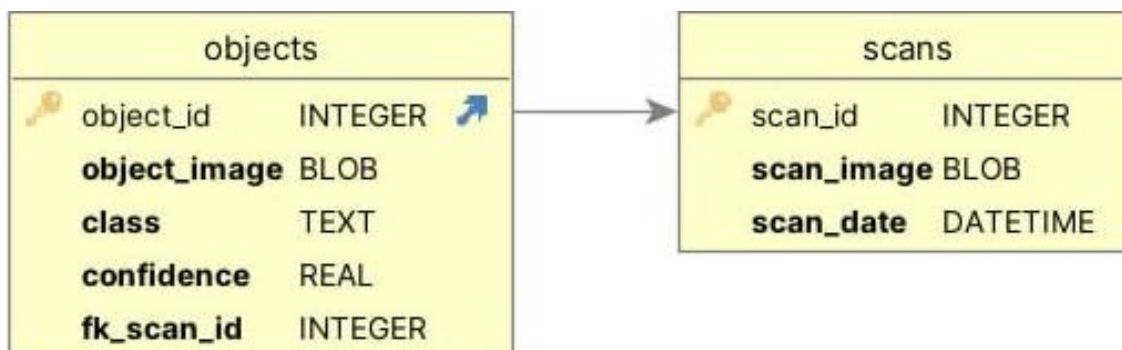 objects
object_id INTEGER
object_image BLOB
class TEXT
confidence REAL
fk_scan_id INTEGER
scans
scan_id INTEGER
scan_image BLOB
scan_date DATETIME